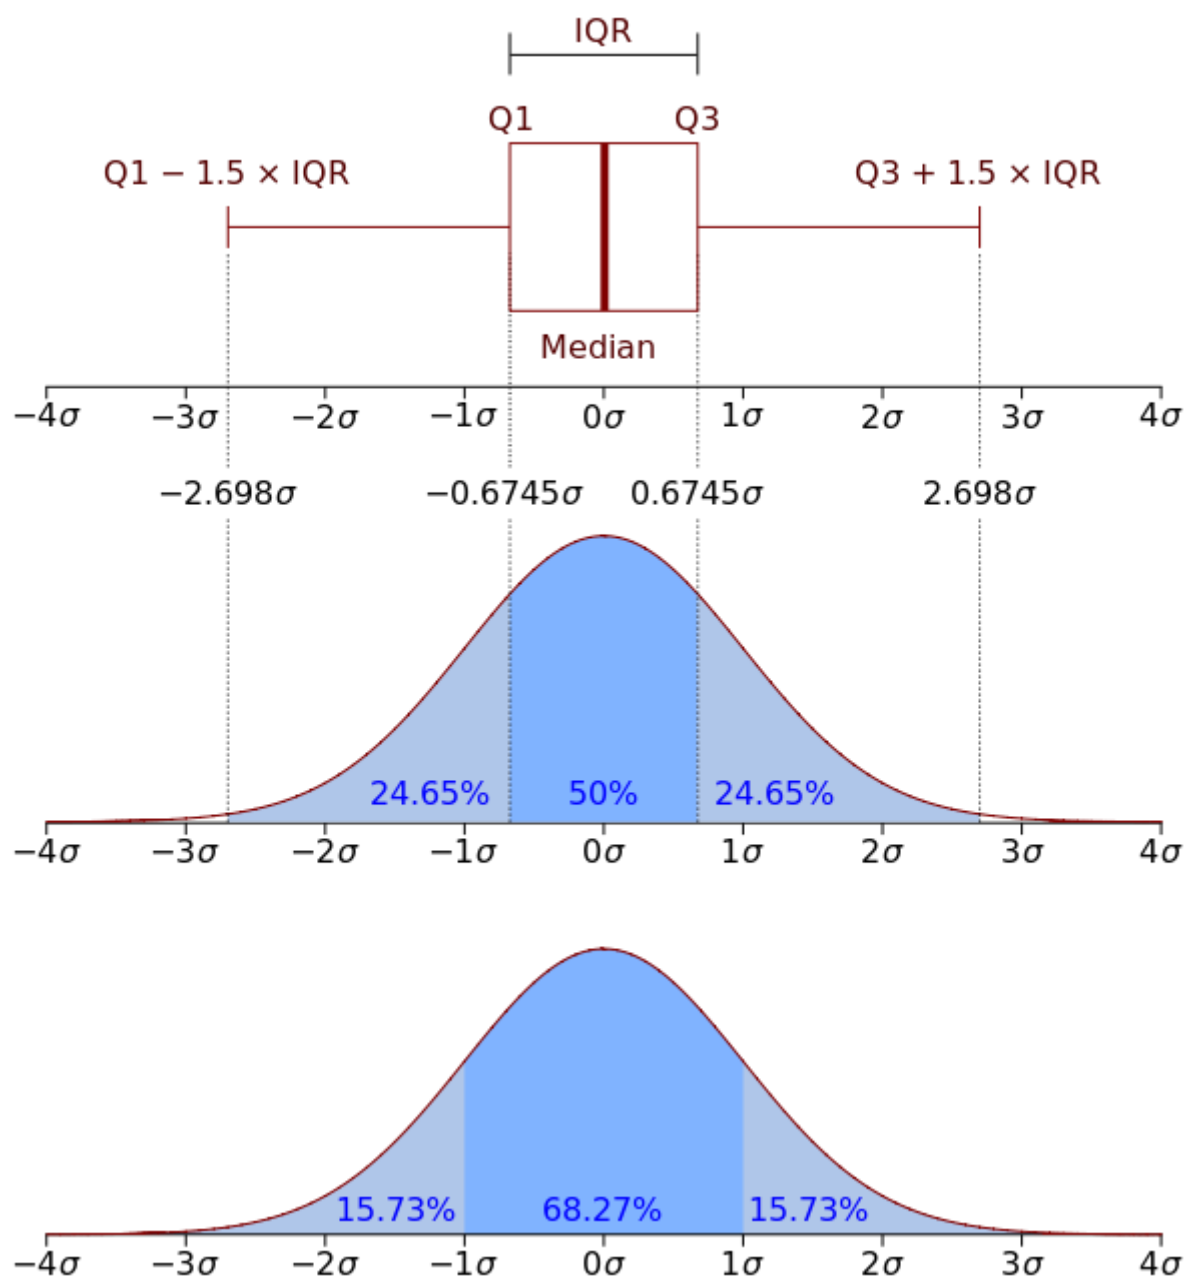 IQR
Q1 Q3
Q1 − 1.5 × IQR Q3 + 1.5 × IQR
Median
−4σ −3σ −2σ −1σ 0σ 1σ 2σ 3σ 4σ
−2.698σ −0.6745σ 0.6745σ 2.698σ
24.65% 50% 24.65%
−4σ −3σ −2σ −1σ 0σ 1σ 2σ 3σ 4σ
15.73% 68.27% 15.73%
−4σ −3σ −2σ −1σ 0σ 1σ 2σ 3σ 4σ